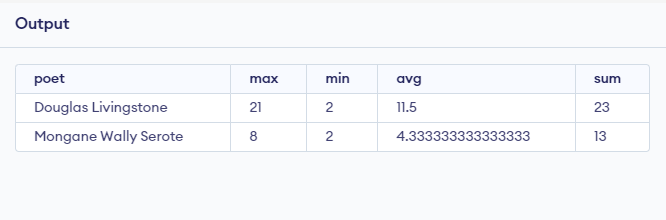 Output
poet max min avg sum
Douglas Livingstone 21 2 11.5 23
Mongane Wally Serote 8 2 4.333333333333333 13